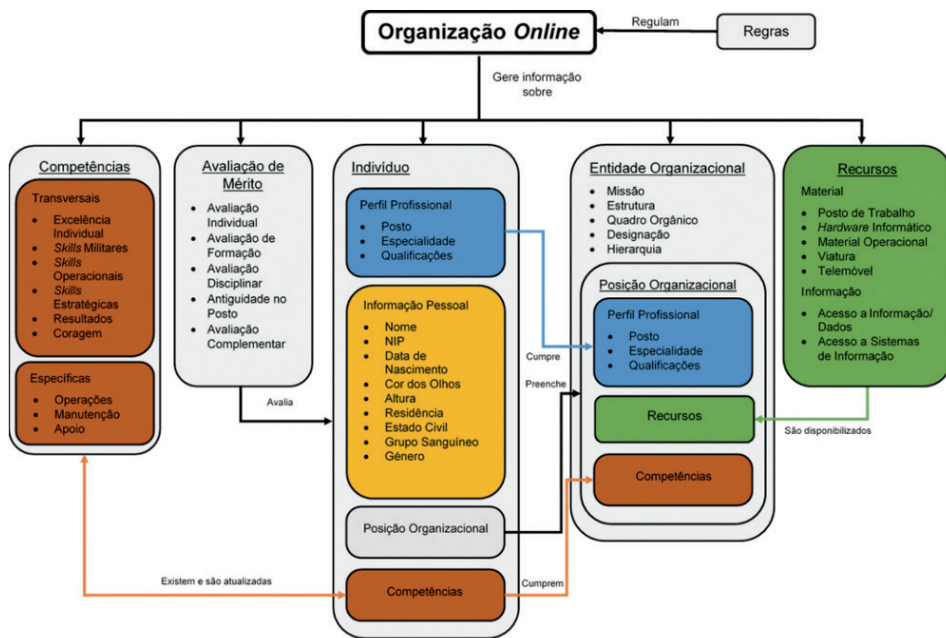 Organização Online
Regulam
Regras
Gere informação
sobre
Competências
Transversais
• Excelência
Individual
• Skills Militares
• Skills
Operacionais
• Skills
Estratégicas
• Resultados
• Coragem
Específicas
• Operações
• Manutenção
• Apoio
Avaliação de
Mérito
• Avaliação
Individual
• Avaliação de
Formação
• Avaliação
Disciplinar
• Antiguidade no
Posto
• Avaliação
Complementar
Avalia
Indivíduo
Perfil Profissional
• Posto
• Especialidade
• Qualificações
Informação Pessoal
• Nome
• NIP
• Data de
Nascimento
• Cor dos Olhos
• Altura
• Residência
• Estado Civil
• Grupo Sanguíneo
• Género
Posição Organizacional
Competências
Existem e são atualizadas
Cumpre
Preenche
Cumprem
Entidade Organizacional
• Missão
• Estrutura
• Quadro Orgânico
• Designação
• Hierarquia
Posição Organizacional
Perfil Profissional
• Posto
• Especialidade
• Qualificações
Recursos
Competências
Recursos
Material
• Posto de Trabalho
• Hardware Informático
• Material Operacional
• Viatura
• Telemóvel
Informação
• Acesso a Informação/
Dados
• Acesso a Sistemas
de Informação
São disponibilizados